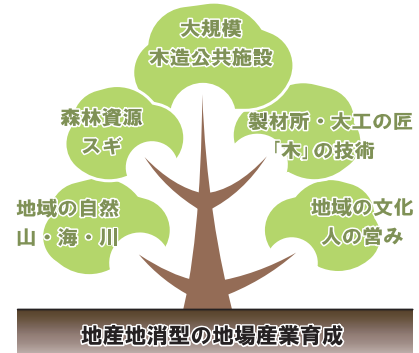 大規模
木造公共施設
森林資源
スギ
製材所・大工の匠
「木」の技術
地域の自然
山・海・川
地域の文化
人の営み
地産地消型の地場産業育成